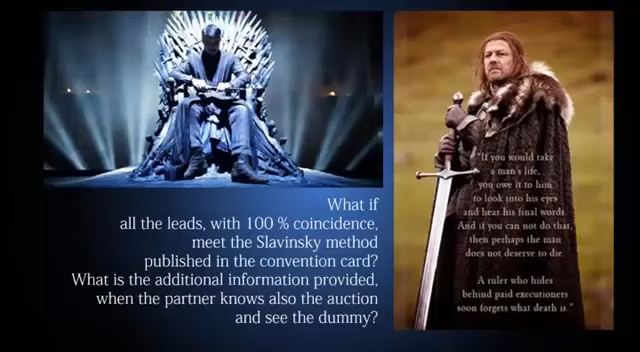 What if
all the leads, with 100 % coincidence,
meet the Slavinsky method
published in the convention card?
What is the additional information provided,
when the partner knows also the auction
and see the dummy?
"If you would take
a man's life,
you owe it to him
to look into his eyes
and hear his final words.
And if you can not do that,
then perhaps the man
does not deserve to die.
A ruler who hides
behind paid executioners
soon forgets what death is."